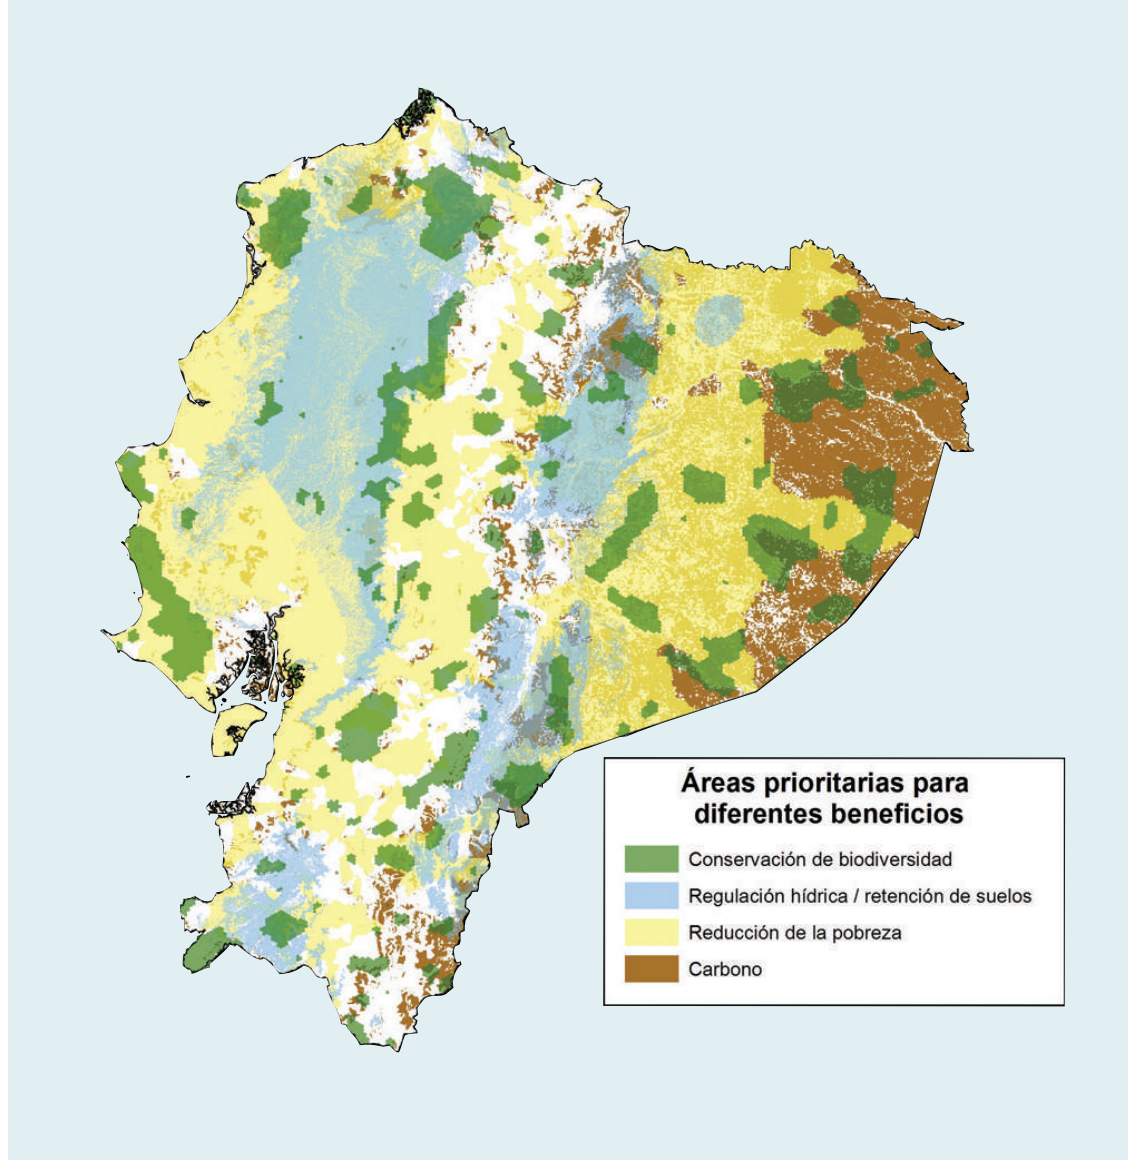 Áreas prioritarias para
diferentes beneficios
Conservación de biodiversidad
Regulación hídrica / retención de suelos
Reducción de la pobreza
Carbono